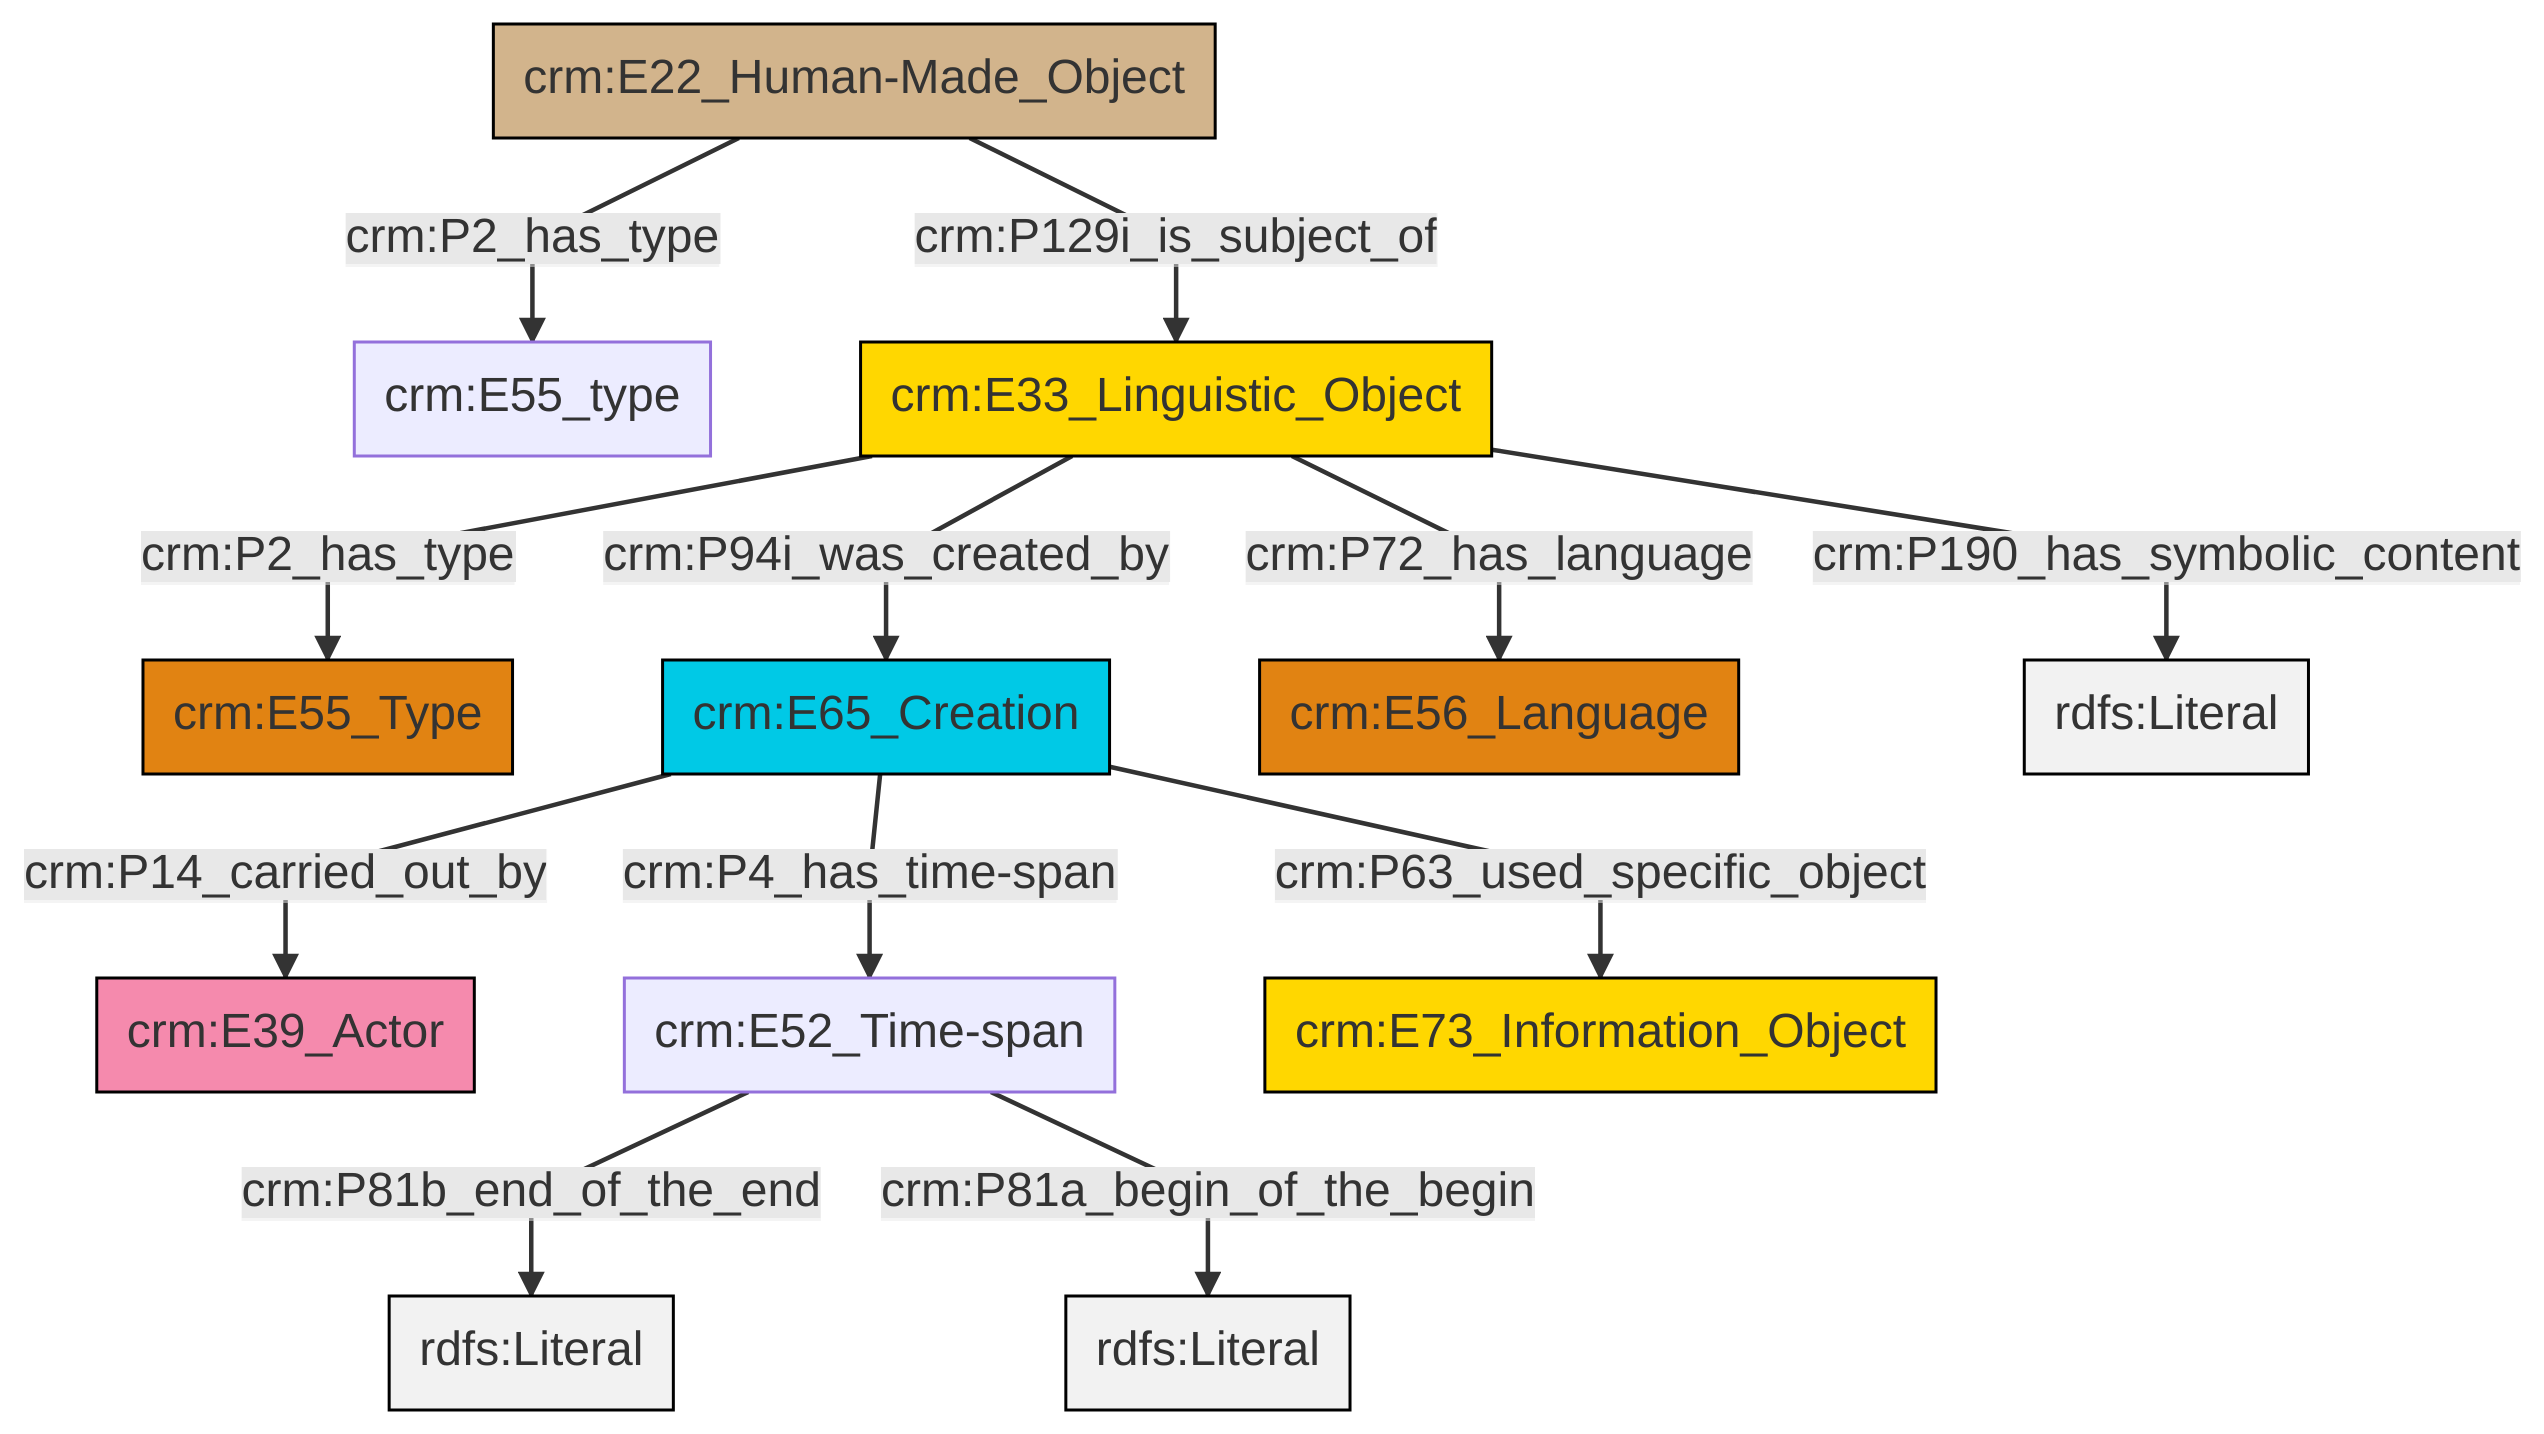 crm:E22_Human-Made_Object
crm:P2_has_type
crm:P129i_is_subject_of
crm:E55_type
crm:E33_Linguistic_Object
crm:P2_has_type
crm:P94i_was_created_by
crm:P72_has_language
crm:P190_has_symbolic_content
crm:E55_Type
crm:E65_Creation
crm:E56_Language
rdfs:Literal
crm:P14_carried_out_by
crm:P4_has_time-span
crm:P63_used_specific_object
crm:E39_Actor
crm:E52_Time-span
crm:E73_Information_Object
crm:P81b_end_of_the_end
crm:P81a_begin_of_the_begin
rdfs:Literal
rdfs:Literal